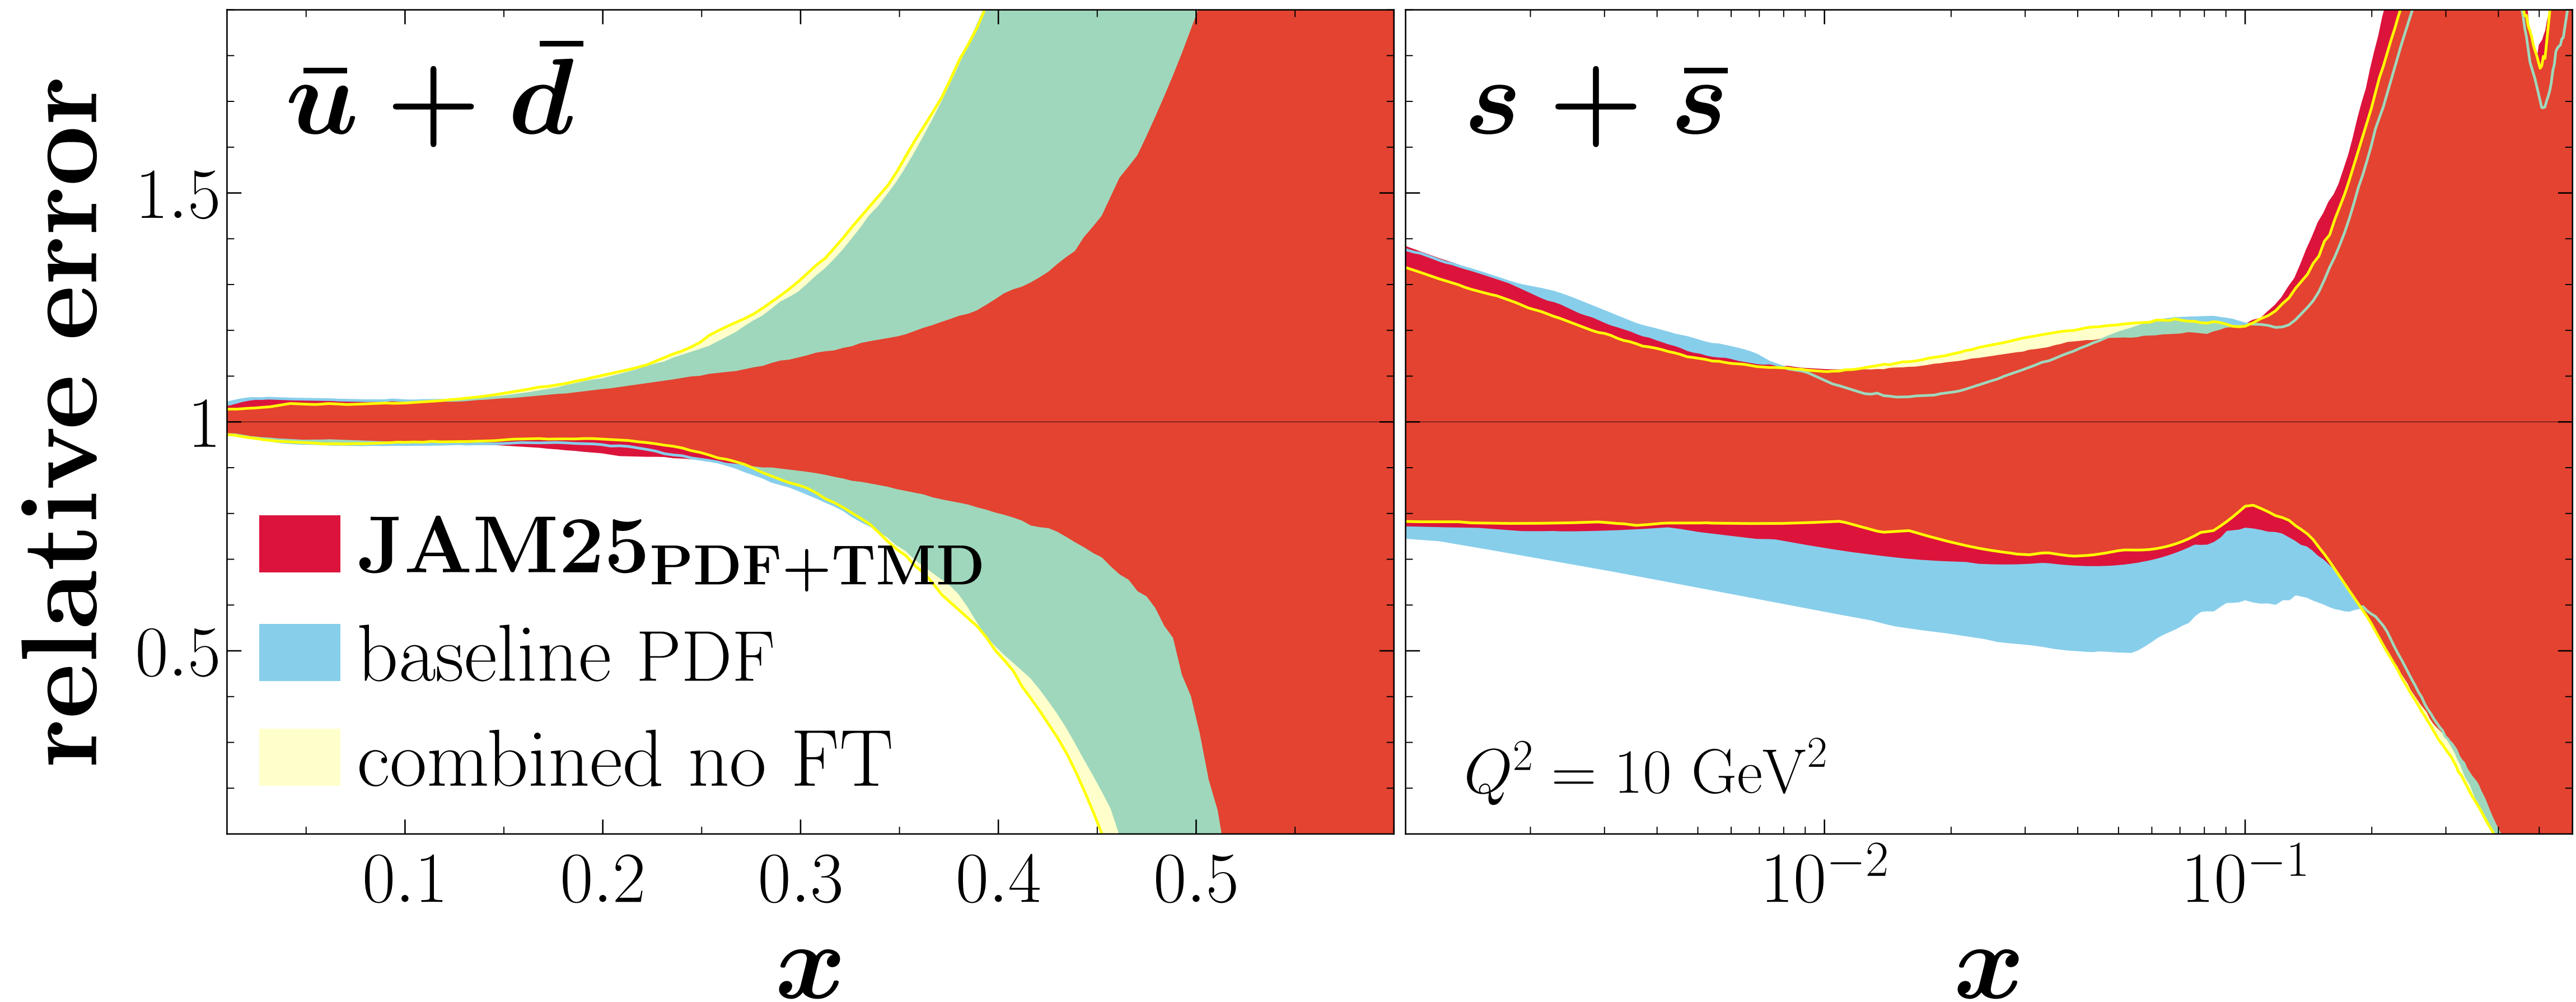 relative error
1.5
1
0.5
ū + d̄
JAM25_PDF+TMD
baseline PDF
combined no FT
0.1 0.2 0.3 0.4 0.5
x
s + s̄
Q² = 10 GeV²
10⁻² 10⁻¹
x